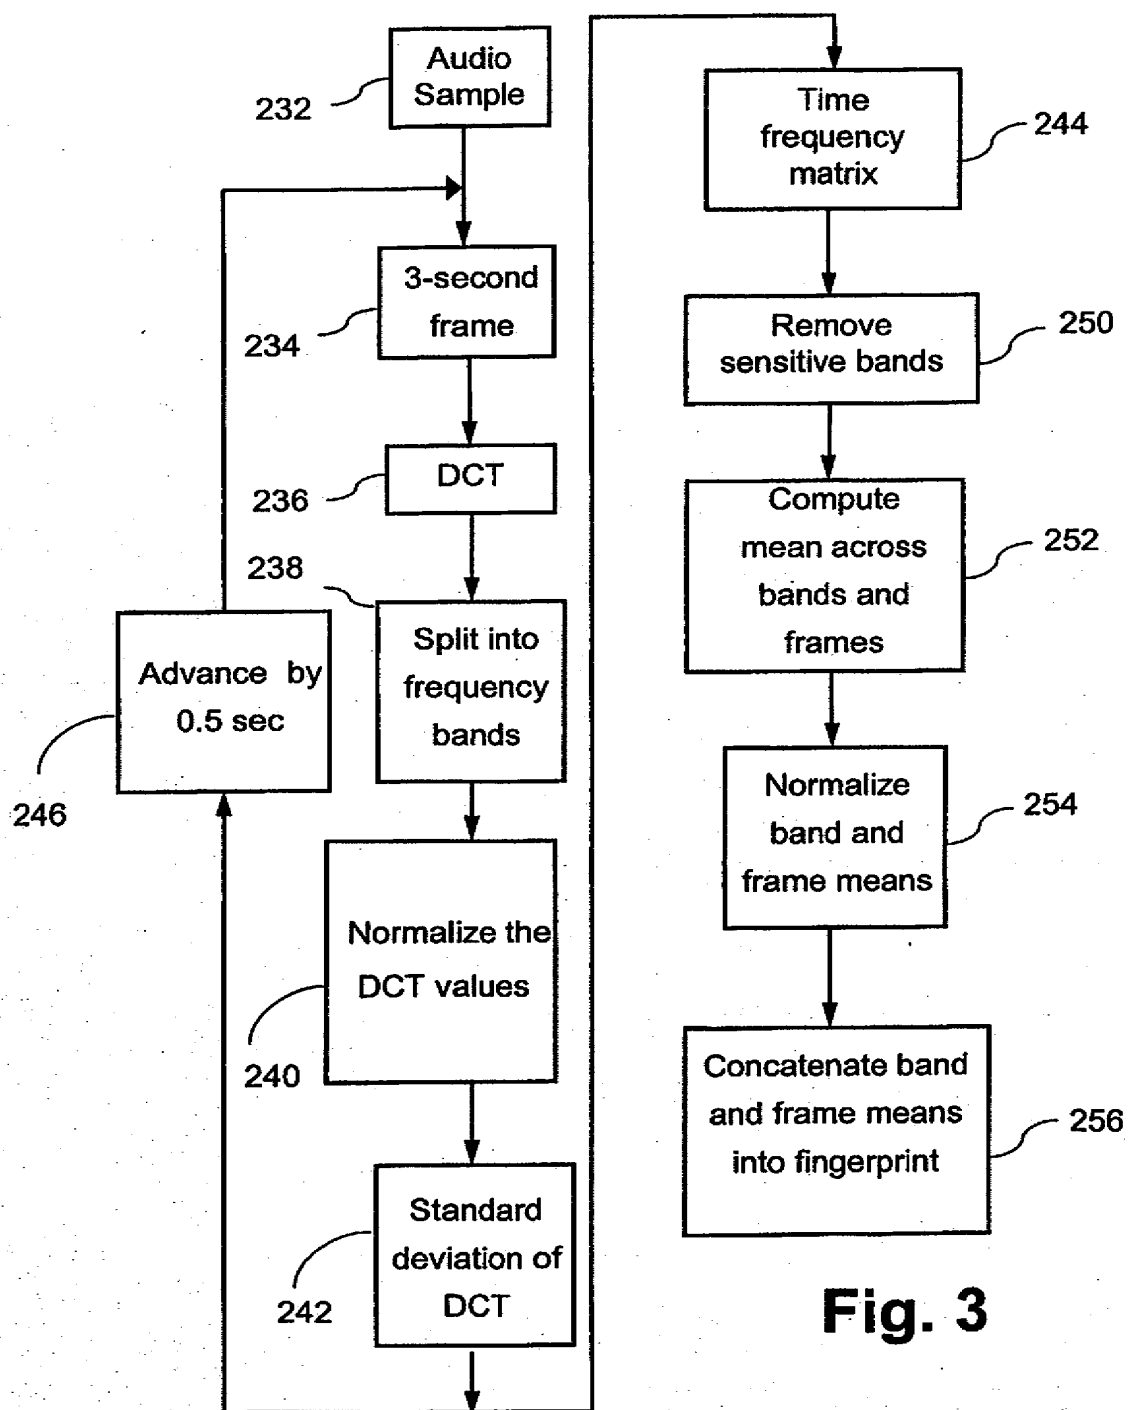 Audio
Sample
232
3-second
frame
234
DCT
236
238
Split into
frequency
bands
Advance by
0.5 sec
246
Normalize the
DCT values
240
Standard
deviation of
DCT
242
Time
frequency
matrix
244
Remove
sensitive bands
250
Compute
mean across
bands and
frames
252
Normalize
band and
frame means
254
Concatenate band
and frame means
into fingerprint
256
Fig. 3